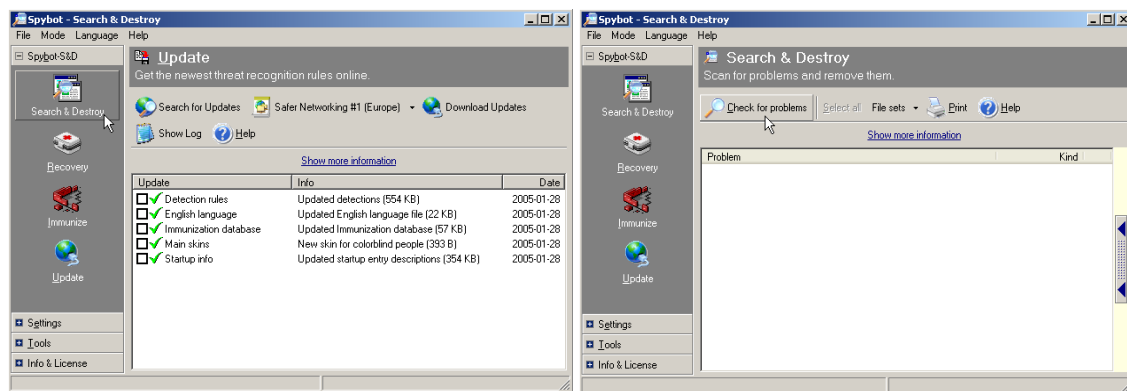 Spybot - Search & Destroy
File Mode Language Help
Spybot-S&D
Search & Destroy
Recovery
Immunize
Update
Settings
Tools
Info & License
Update
Get the newest threat recognition rules online.
Search for Updates Safer Networking #1 (Europe) Download Updates
Show Log Help
Show more information
Update Info Date
Detection rules Updated detections (554 KB) 2005-01-28
English language Updated English language file (22 KB) 2005-01-28
Immunization database Updated Immunization database (57 KB) 2005-01-28
Main skins New skin for colorblind people (393 B) 2005-01-28
Startup info Updated startup entry descriptions (354 KB) 2005-01-28
Spybot - Search & Destroy
File Mode Language Help
Spybot-S&D
Search & Destroy
Recovery
Immunize
Update
Settings
Tools
Info & License
Search & Destroy
Scan for problems and remove them.
Check for problems Select all File sets Print Help
Show more information
Problem Kind